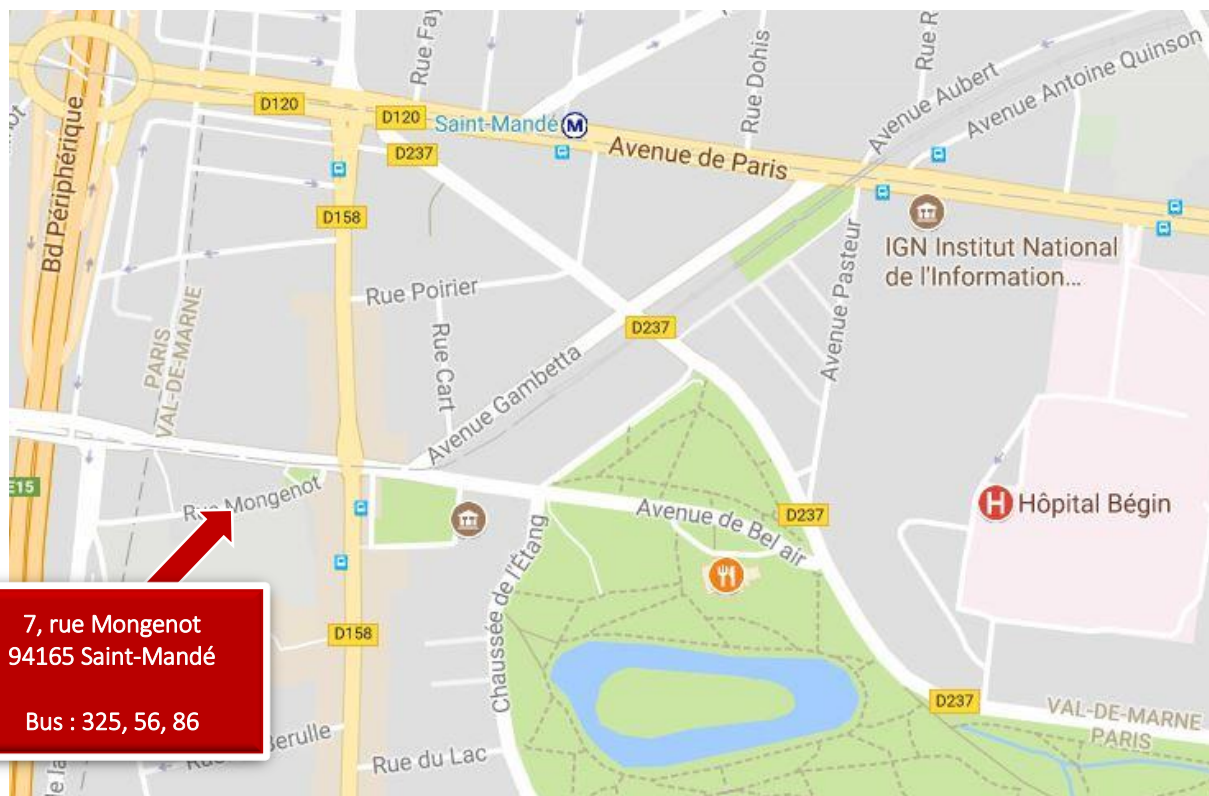 Rue Fay
Rue Dohis
Rue R
Avenue Aubert
Avenue Antoine Quinson
Bd Périphérique
D120
D120
Saint-Mandé M
D237
Avenue de Paris
D158
IGN Institut National
de l'Information...
Avenue Pasteur
Rue Poirier
PARIS
VAL-DE-MARNE
D237
Rue Cart
Avenue Gambetta
E15
Rue Mongenot
Avenue de Bel air
D237
H Hôpital Bégin
Chaussée de l'Étang
7, rue Mongenot
94165 Saint-Mandé
Bus : 325, 56, 86
D158
D237
VAL-DE-MARNE
PARIS
Berulle
Rue du Lac